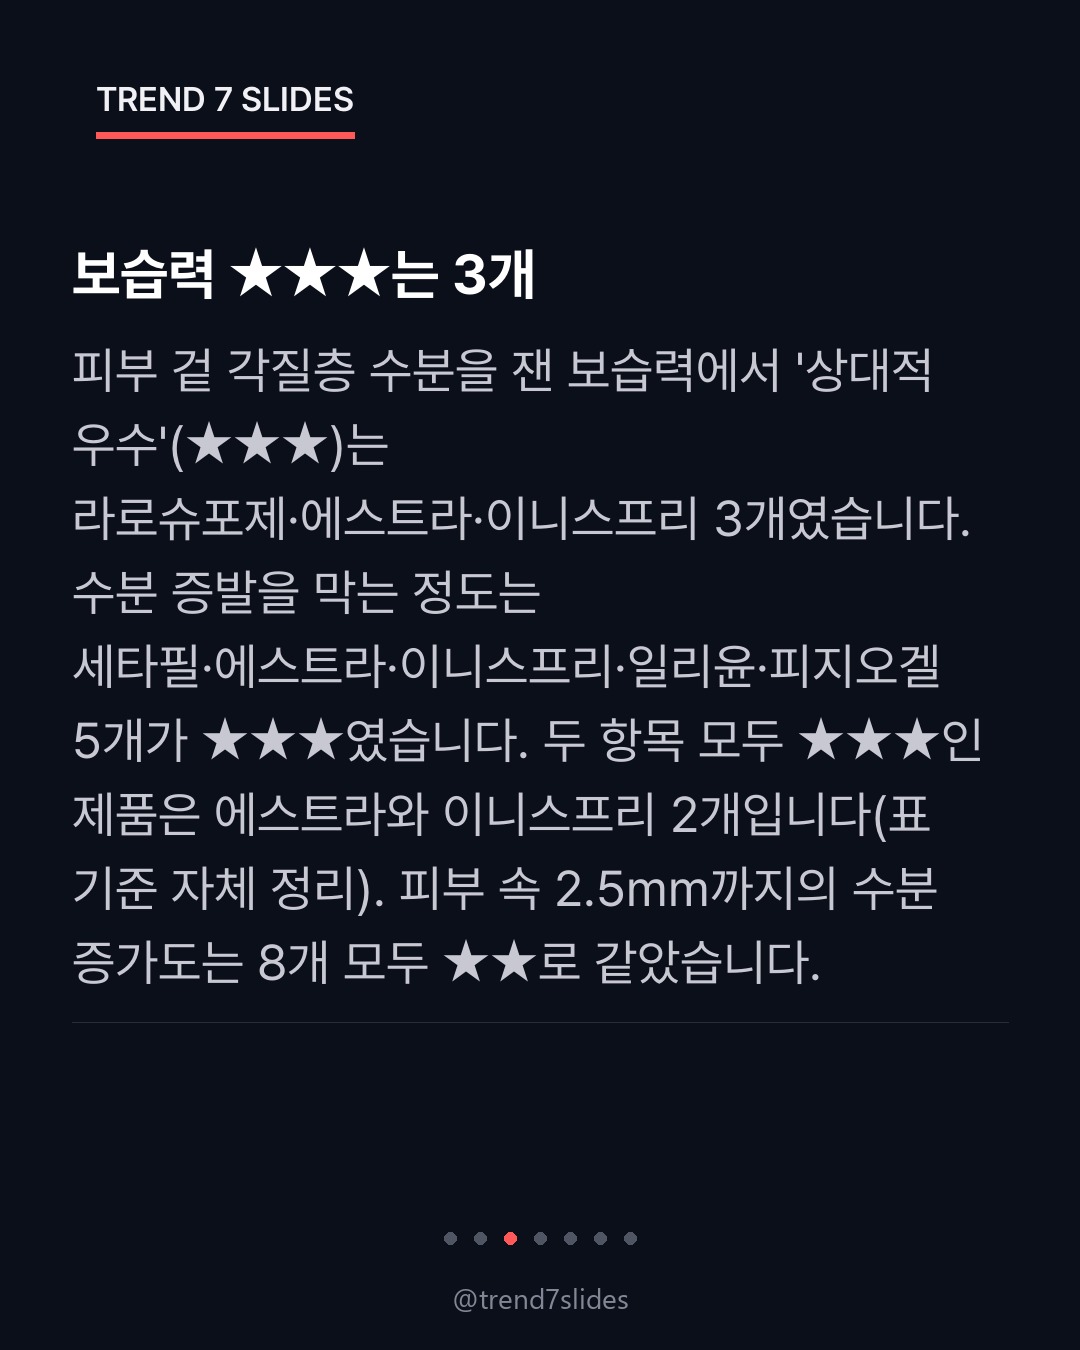 TREND 7 SLIDES
보습력 ★★★는 3개
피부 겉 각질층 수분을 잰 보습력에서 '상대적
우수'(★★★)는
라로슈포제·에스트라·이니스프리 3개였습니다.
수분 증발을 막는 정도는
세타필·에스트라·이니스프리·일리윤·피지오겔
5개가 ★★★였습니다. 두 항목 모두 ★★★인
제품은 에스트라와 이니스프리 2개입니다(표
기준 자체 정리). 피부 속 2.5mm까지의 수분
증가도는 8개 모두 ★★로 같았습니다.
@trend7slides